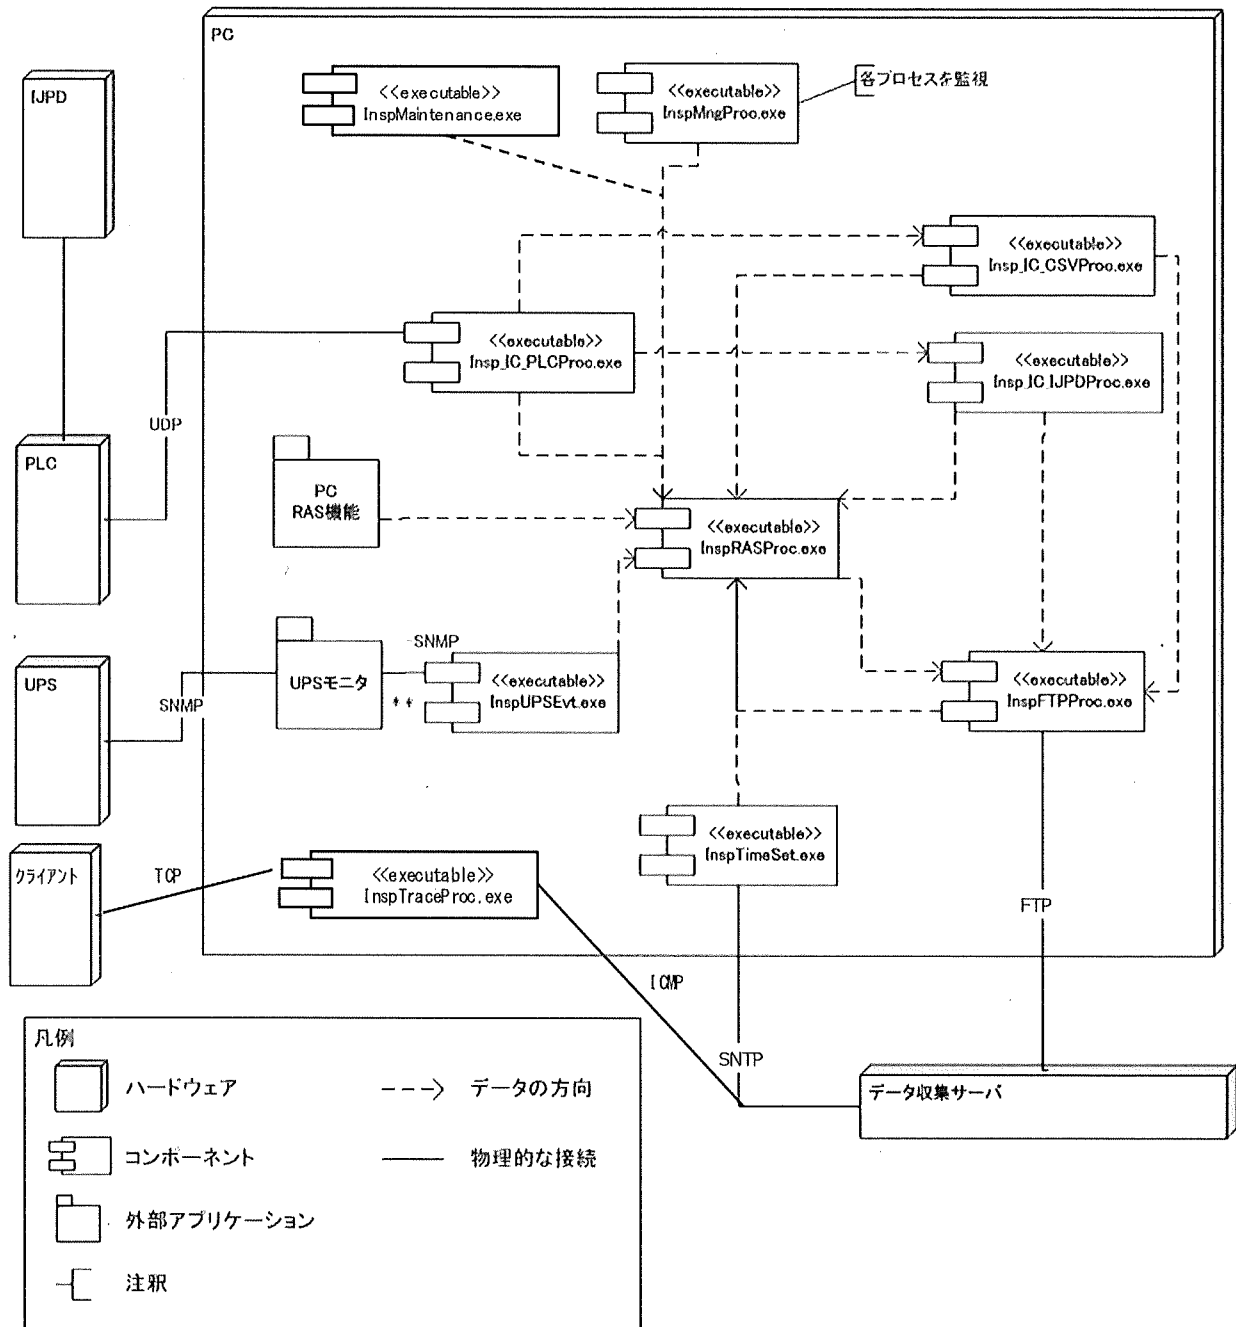 PC
IJPD
<<executable>>
InspMaintenance.exe
<<executable>>
InspMngProc.exe
各プロセスを監視
<<executable>>
Insp_IC_CSVProc.exe
<<executable>>
Insp_IC_PLCProc.exe
<<executable>>
Insp_IC_IJPDProc.exe
UDP
PLC
PC
RAS機能
<<executable>>
InspRASProc.exe
SNMP
UPS
SNMP
UPSモニタ
**
<<executable>>
InspUPSEvt.exe
<<executable>>
InspFTPProc.exe
<<executable>>
InspTimeSet.exe
クライアント
TCP
<<executable>>
InspTraceProc.exe
FTP
ICMP
SNTP
データ収集サーバ
凡例
ハードウェア
データの方向
コンポーネント
物理的な接続
外部アプリケーション
注釈